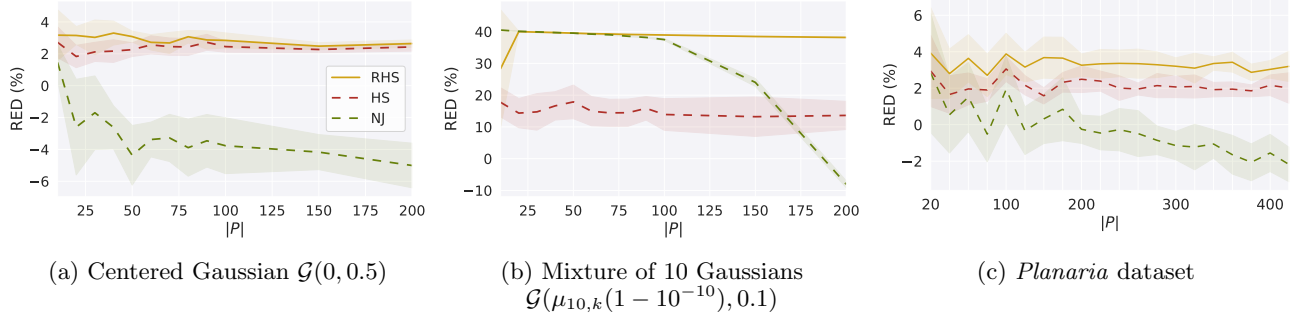 4
2
0
−2
−4
−6
RED (%)
RHS
HS
NJ
25 50 75 100 125 150 175 200
|P|
(a) Centered Gaussian 𝒢(0, 0.5)
40
30
20
10
0
−10
RED (%)
25 50 75 100 125 150 175 200
|P|
(b) Mixture of 10 Gaussians
𝒢(μ₁₀,ₖ(1 − 10⁻¹⁰), 0.1)
6
4
2
0
−2
RED (%)
20 100 200 300 400
|P|
(c) Planaria dataset